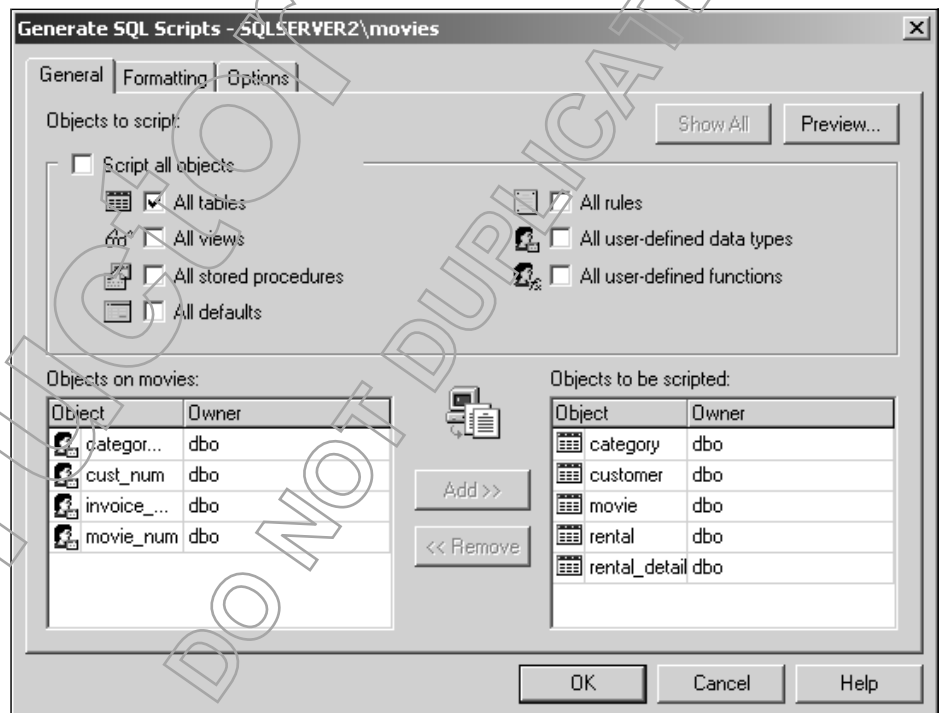 Generate SQL Scripts - SQLSERVER2\movies
General Formatting Options
Objects to script:
Show All Preview...
Script all objects
All tables All rules
All views All user-defined data types
All stored procedures All user-defined functions
All defaults
Objects on movies: Objects to be scripted:
Object Owner Object Owner
categor... dbo category dbo
cust_num dbo customer dbo
invoice_... dbo movie dbo
movie_num dbo rental dbo
rental_detail dbo
Add >>
<< Remove
OK Cancel Help
DO NOT DUPLICAT
uctor